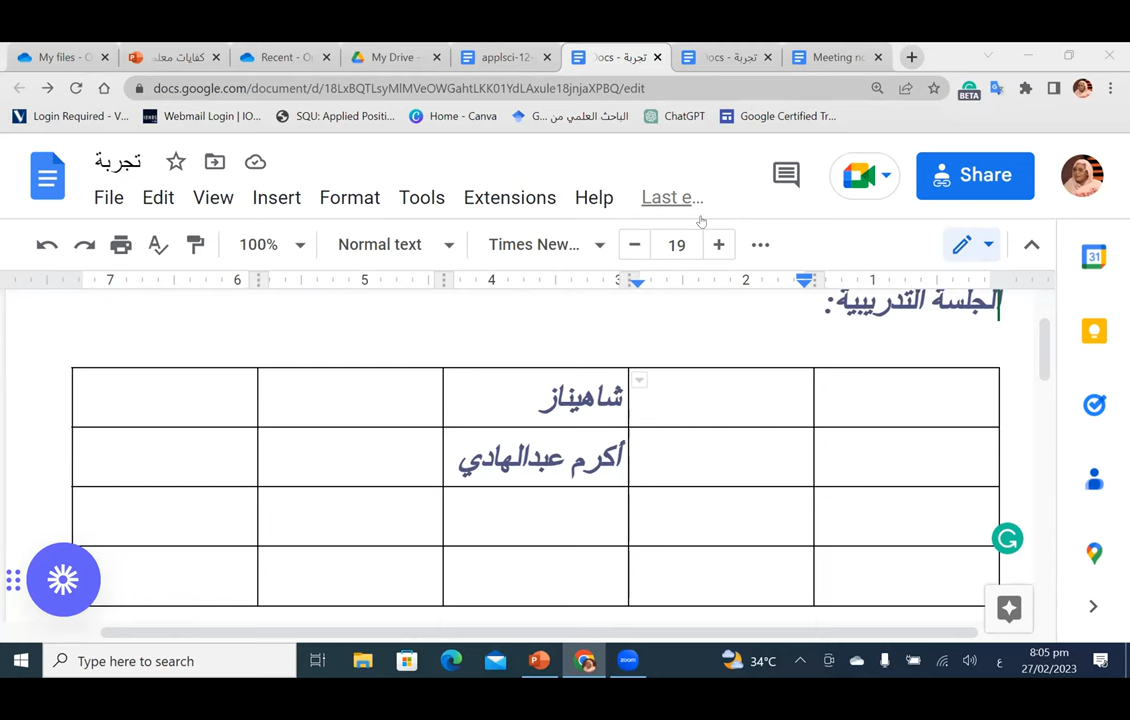 My files - O
كفايات معل
Recent - O
My Drive -
applsci-12-
تجربة - Docs
تجربة - Docs
Meeting no
docs.google.com/document/d/18LxBQTLsyMlMVeOWGahtLKK01YdLAxule18jnjaXPBQ/edit
BETA
Login Required - V...
Webmail Login | IO...
SQU: Applied Positi...
Home - Canva
الباحث العلمي من G...
ChatGPT
Google Certified Tr...
تجربة
File Edit View Insert Format Tools Extensions Help Last e...
Share
100% Normal text Times New... 19
7 6 5 4 3 2 1
31
الجلسة التدريبية:
شاهيناز
أكرم عبدالهادي
Type here to search
zoom
34°C
ع
8:05 pm
27/02/2023